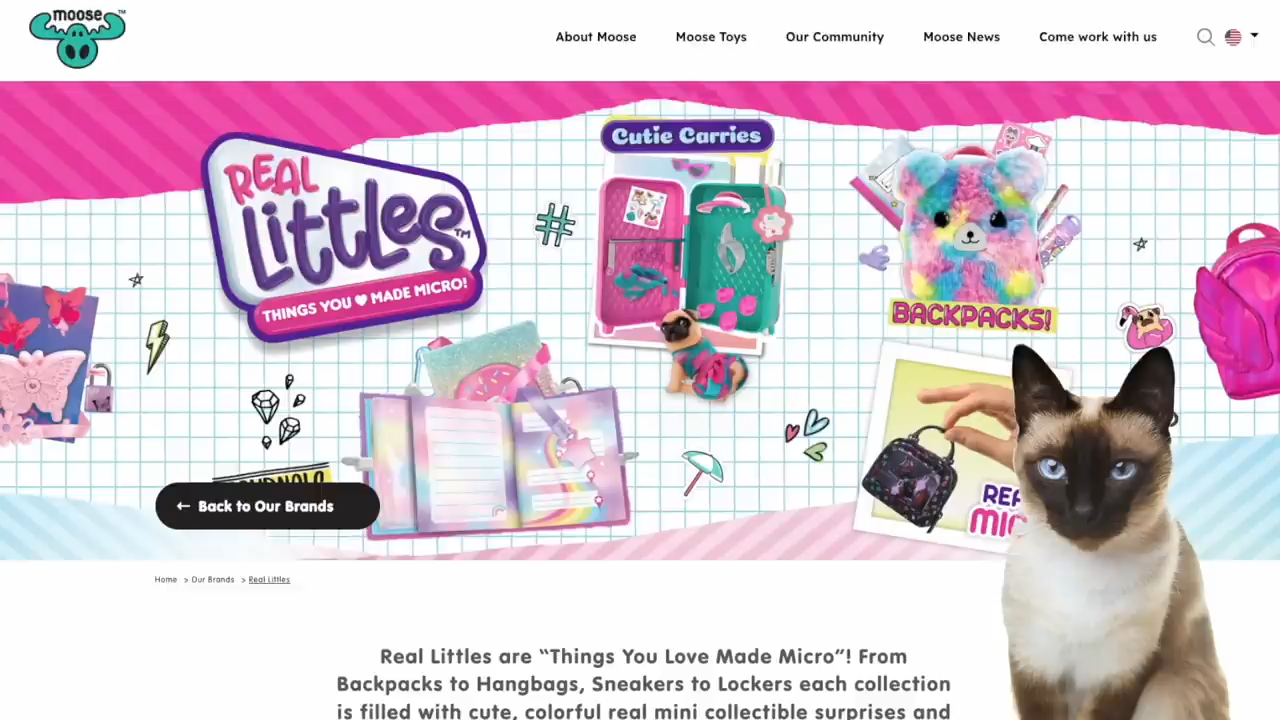 moose™
About Moose
Moose Toys
Our Community
Moose News
Come work with us
REAL
Littles™
THINGS YOU MADE MICRO!
Cutie Carries
BACKPACKS!
← Back to Our Brands
Home > Our Brands > Real Littles
Real Littles are “Things You Love Made Micro”! From
Backpacks to Hangbags, Sneakers to Lockers each collection
is filled with cute, colorful real mini collectible surprises and